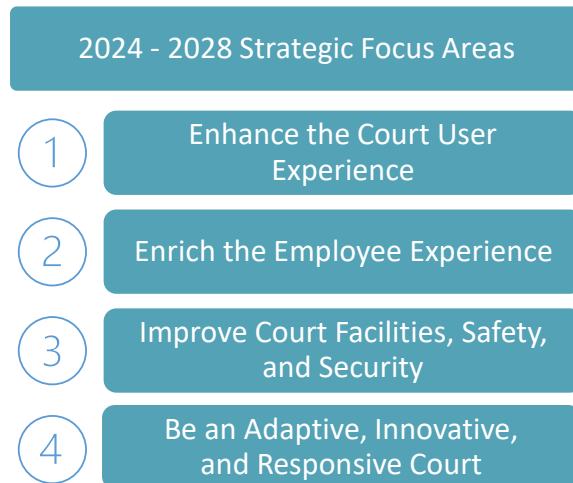 2024 - 2028 Strategic Focus Areas
1
Enhance the Court User
Experience
2
Enrich the Employee Experience
3
Improve Court Facilities, Safety,
and Security
4
Be an Adaptive, Innovative,
and Responsive Court